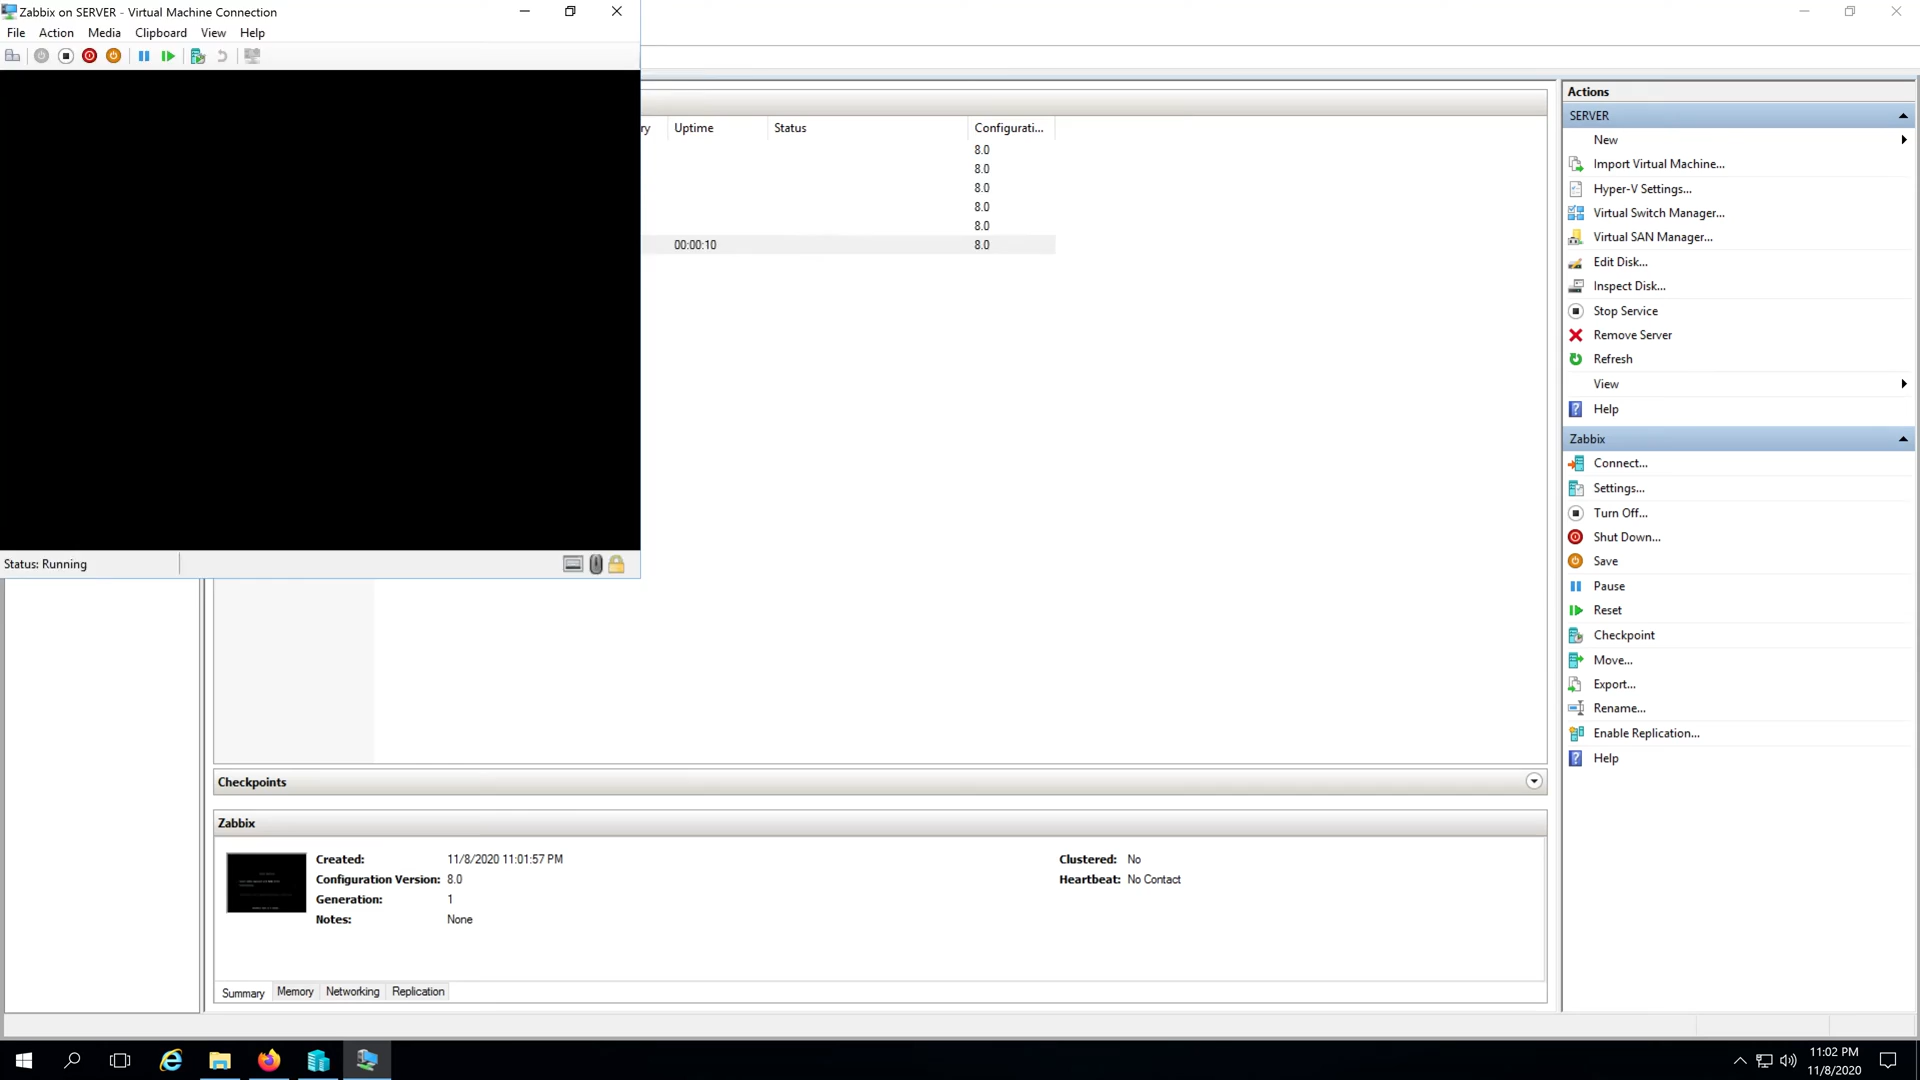 Zabbix on SERVER - Virtual Machine Connection
File Action Media Clipboard View Help
Status: Running
Uptime Status Configurati...
8.0
8.0
8.0
8.0
8.0
00:00:10 8.0
Checkpoints
Zabbix
Created: 11/8/2020 11:01:57 PM
Configuration Version: 8.0
Generation: 1
Notes: None
Clustered: No
Heartbeat: No Contact
Summary Memory Networking Replication
Actions
SERVER
New
Import Virtual Machine...
Hyper-V Settings...
Virtual Switch Manager...
Virtual SAN Manager...
Edit Disk...
Inspect Disk...
Stop Service
Remove Server
Refresh
View
Help
Zabbix
Connect...
Settings...
Turn Off...
Shut Down...
Save
Pause
Reset
Checkpoint
Move...
Export...
Rename...
Enable Replication...
Help
11:02 PM
11/8/2020